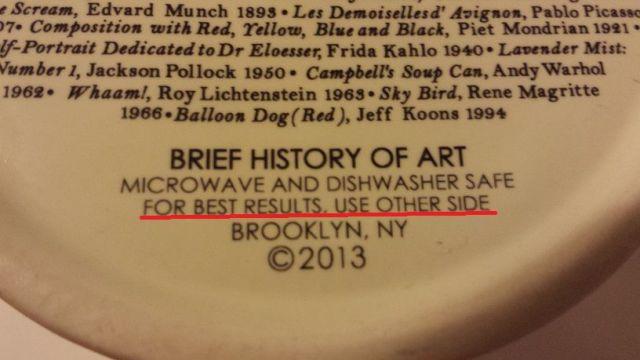 e Scream, Edvard Munch 1893 • Les Demoisellesd' Avignon, Pablo Picasso
07• Composition with Red, Yellow, Blue and Black, Piet Mondrian 1921 •
lf-Portrait Dedicated to Dr Eloesser, Frida Kahlo 1940 • Lavender Mist:
Number 1, Jackson Pollock 1950 • Campbell's Soup Can, Andy Warhol
1962• Whaam!, Roy Lichtenstein 1963 • Sky Bird, Rene Magritte
1966 • Balloon Dog (Red), Jeff Koons 1994
BRIEF HISTORY OF ART
MICROWAVE AND DISHWASHER SAFE
FOR BEST RESULTS, USE OTHER SIDE
BROOKLYN, NY
©2013